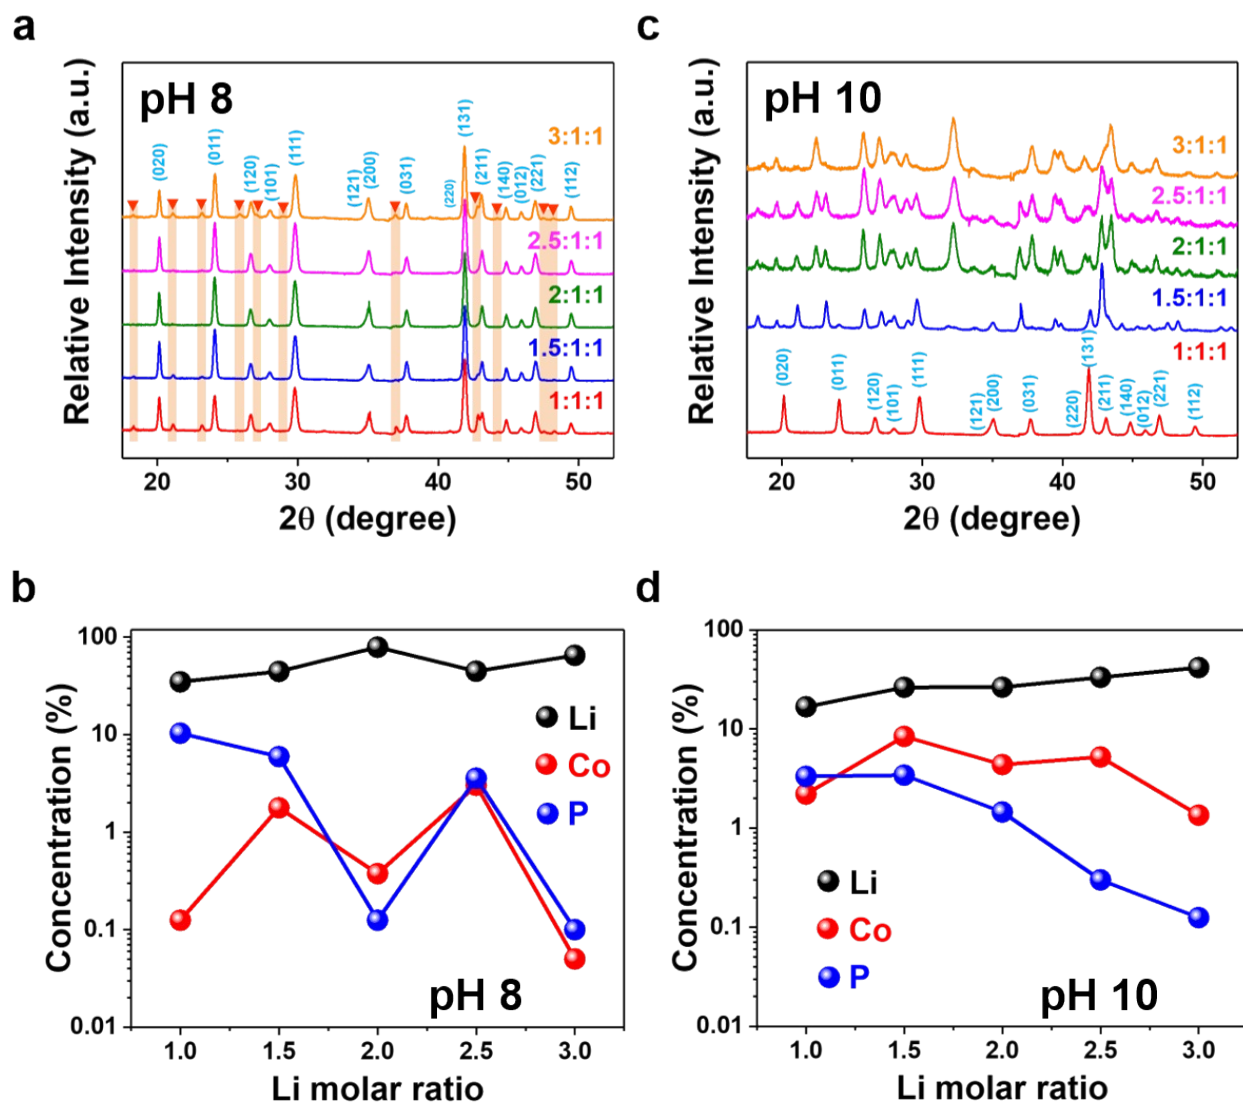 a
pH 8
Relative Intensity (a.u.)
(020)
(011)
(120)
(101)
(111)
(121)
(200)
(031)
(220)
(131)
(211)
(140)
(012)
(221)
(112)
3:1:1
2.5:1:1
2:1:1
1.5:1:1
1:1:1
20 30 40 50
2θ (degree)
c
pH 10
Relative Intensity (a.u.)
3:1:1
2.5:1:1
2:1:1
1.5:1:1
1:1:1
(020)
(011)
(120)
(101)
(111)
(121)
(200)
(031)
(220)
(131)
(211)
(140)
(012)
(221)
(112)
20 30 40 50
2θ (degree)
b
Concentration (%)
100
10
1
0.1
0.01
Li
Co
P
pH 8
1.0 1.5 2.0 2.5 3.0
Li molar ratio
d
Concentration (%)
100
10
1
0.1
0.01
Li
Co
P
pH 10
1.0 1.5 2.0 2.5 3.0
Li molar ratio